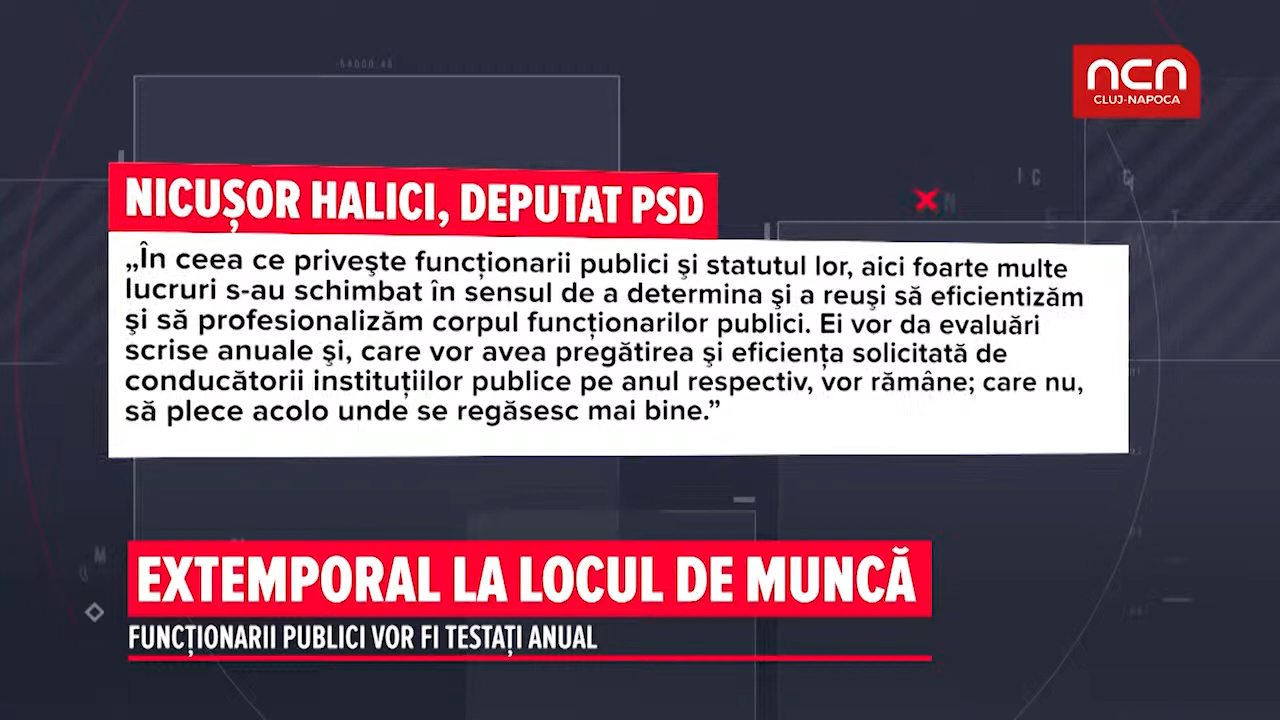 -64000.46
ncn
CLUJ-NAPOCA
NICUȘOR HALICI, DEPUTAT PSD
„În ceea ce privește funcționarii publici şi statutul lor, aici foarte multe
lucruri s-au schimbat în sensul de a determina şi a reuşi să eficientizăm
şi să profesionalizăm corpul funcționarilor publici. Ei vor da evaluări
scrise anuale şi, care vor avea pregătirea şi eficiența solicitată de
conducătorii instituțiilor publice pe anul respectiv, vor rămâne; care nu,
să plece acolo unde se regăsesc mai bine.”
EXTEMPORAL LA LOCUL DE MUNCĂ
FUNCȚIONARII PUBLICI VOR FI TESTAȚI ANUAL